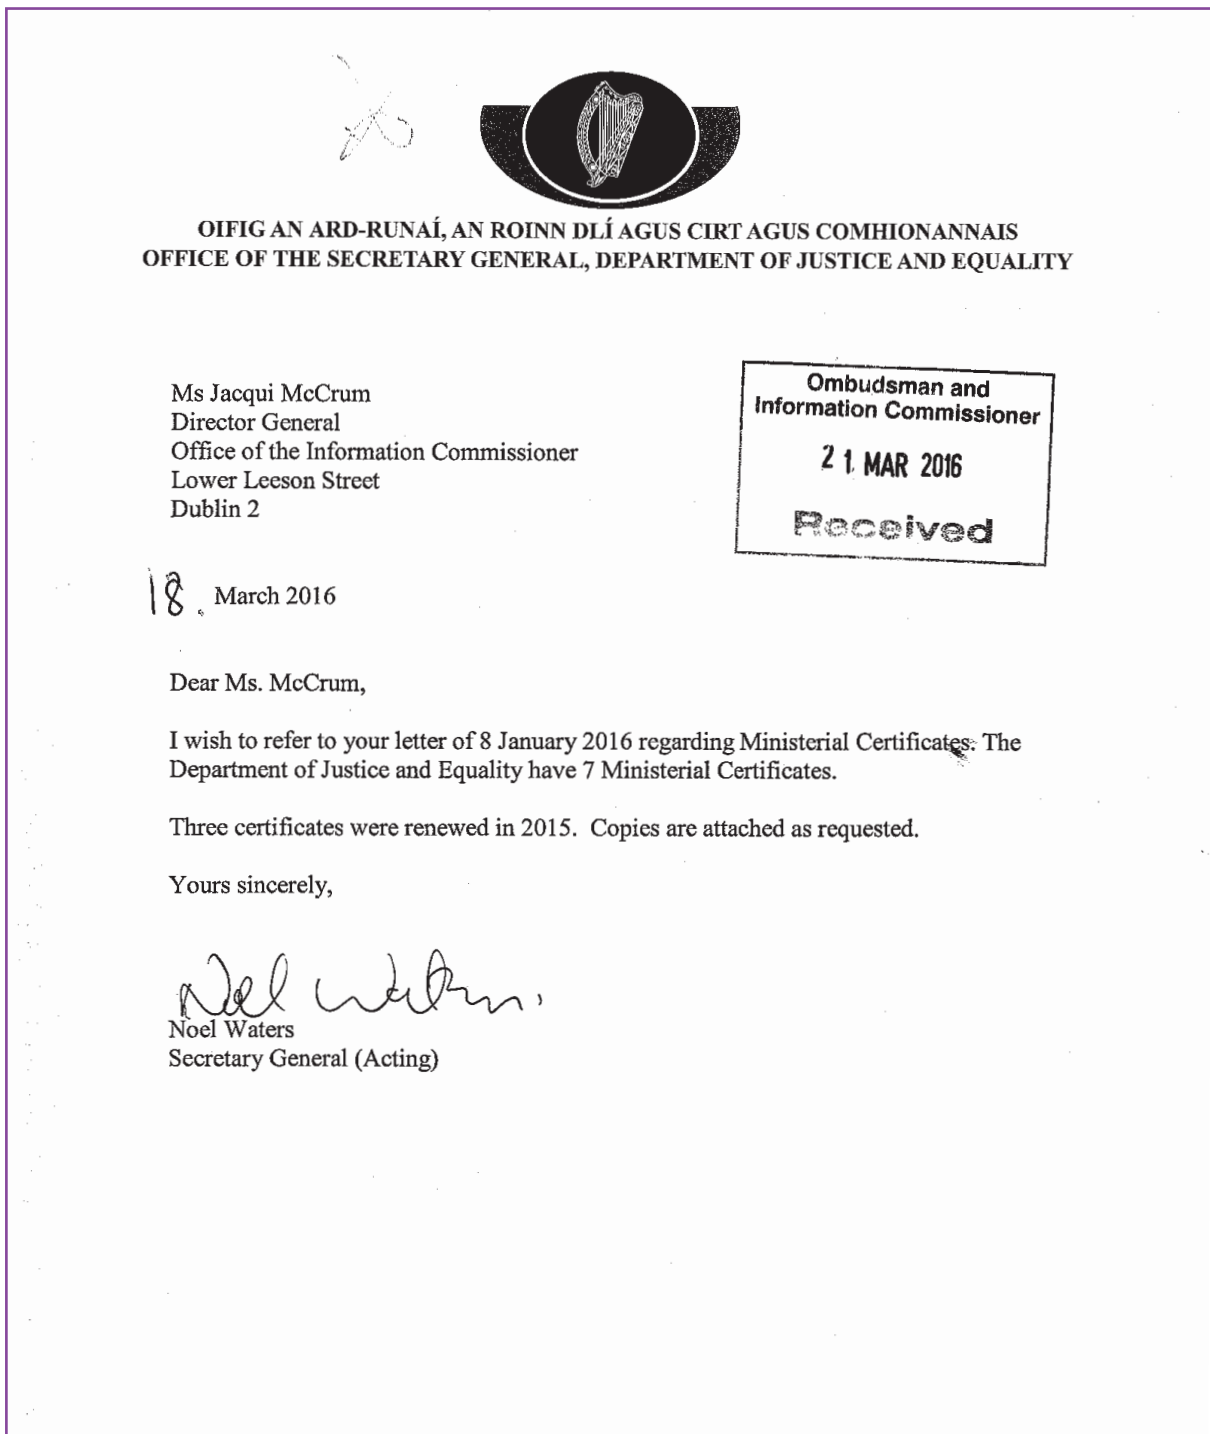 OIFIG AN ARD-RUNAÍ, AN ROINN DLÍ AGUS CIRT AGUS COMHIONANNAIS
OFFICE OF THE SECRETARY GENERAL, DEPARTMENT OF JUSTICE AND EQUALITY
Ms Jacqui McCrum
Director General
Office of the Information Commissioner
Lower Leeson Street
Dublin 2
Ombudsman and
Information Commissioner
21. MAR 2016
Received
18. March 2016
Dear Ms. McCrum,
I wish to refer to your letter of 8 January 2016 regarding Ministerial Certificates. The
Department of Justice and Equality have 7 Ministerial Certificates.
Three certificates were renewed in 2015. Copies are attached as requested.
Yours sincerely,
Noel Waters
Noel Waters
Secretary General (Acting)